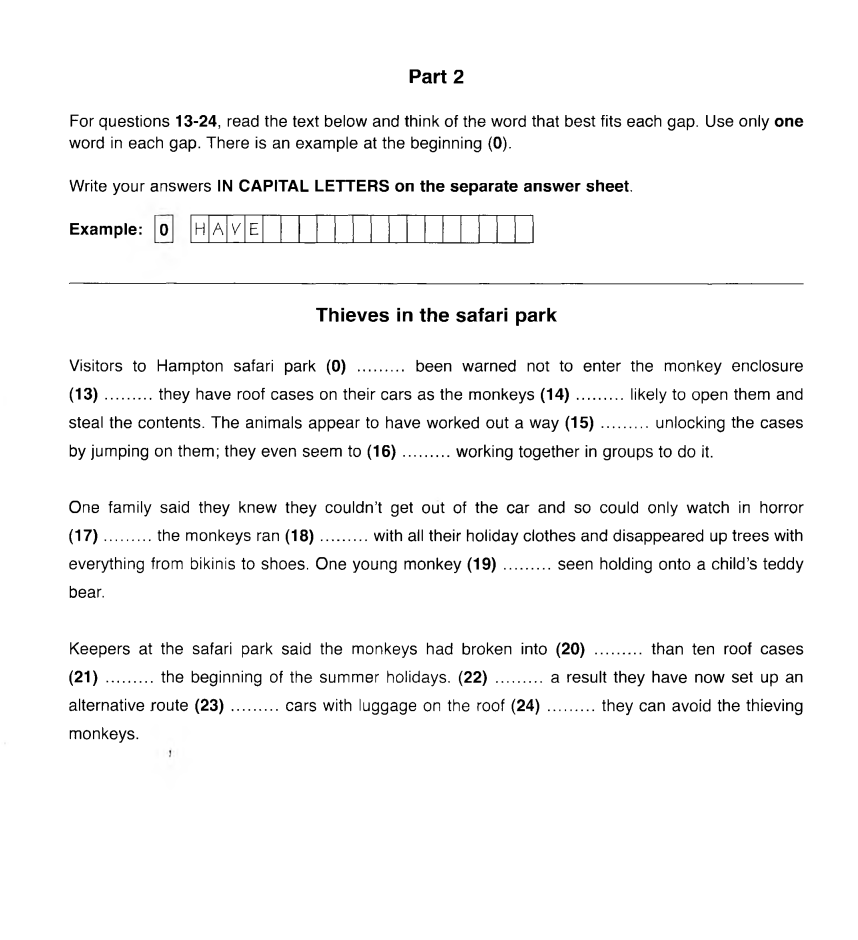 Part 2
For questions 13-24, read the text below and think of the word that best fits each gap. Use only one
word in each gap. There is an example at the beginning (0).
Write your answers IN CAPITAL LETTERS on the separate answer sheet.
Example: 0 HAVE
Thieves in the safari park
Visitors to Hampton safari park (0) ......... been warned not to enter the monkey enclosure
(13) ......... they have roof cases on their cars as the monkeys (14) ......... likely to open them and
steal the contents. The animals appear to have worked out a way (15) ......... unlocking the cases
by jumping on them; they even seem to (16) ......... working together in groups to do it.
One family said they knew they couldn't get out of the car and so could only watch in horror
(17) ......... the monkeys ran (18) ......... with all their holiday clothes and disappeared up trees with
everything from bikinis to shoes. One young monkey (19) ......... seen holding onto a child's teddy
bear.
Keepers at the safari park said the monkeys had broken into (20) ......... than ten roof cases
(21) ......... the beginning of the summer holidays. (22) ......... a result they have now set up an
alternative route (23) ......... cars with luggage on the roof (24) ......... they can avoid the thieving
monkeys.